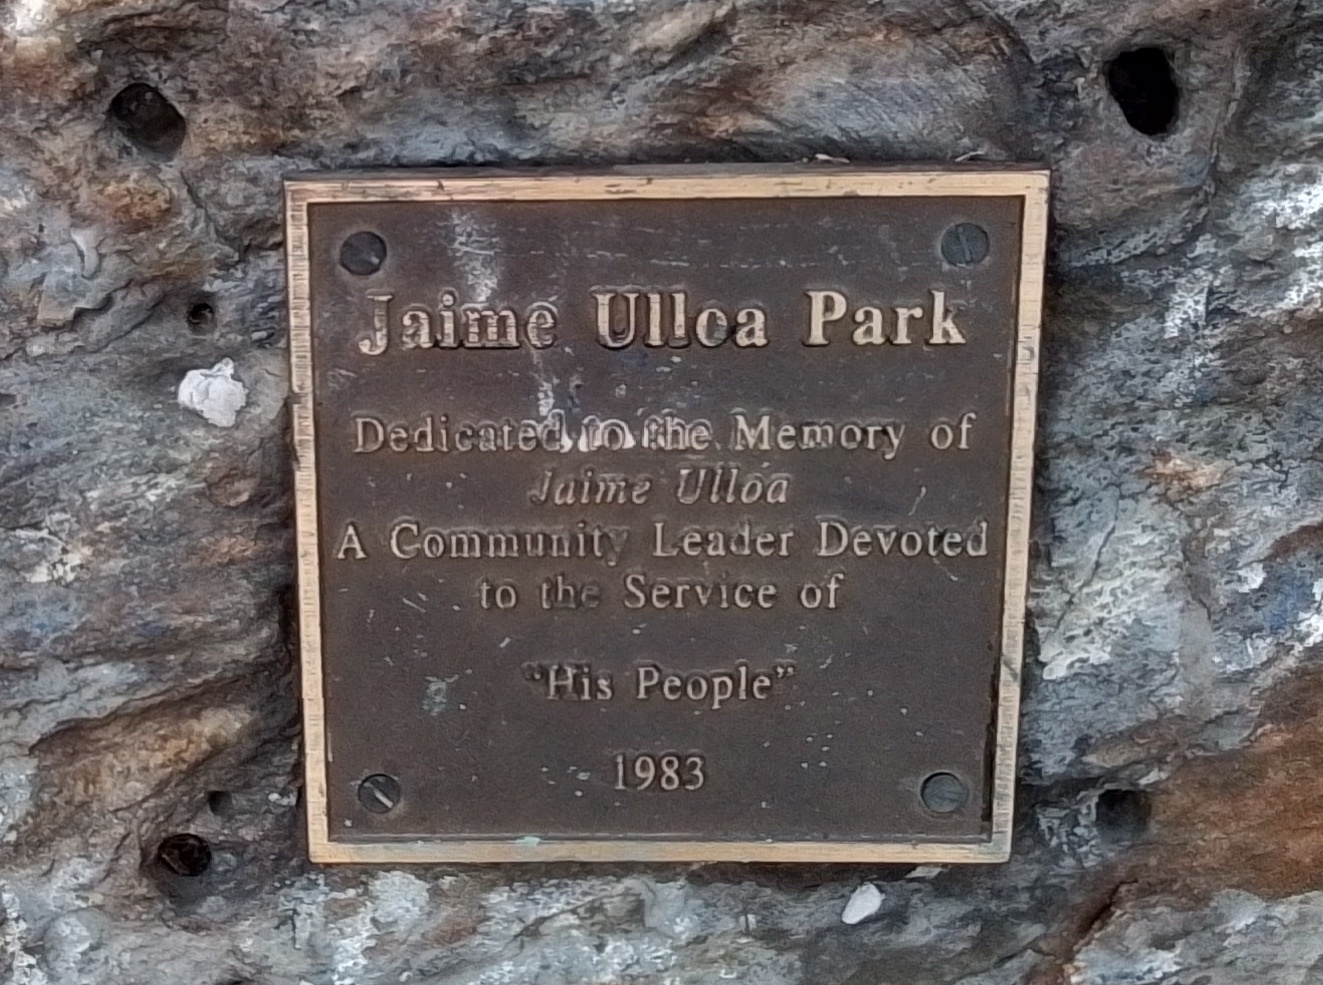 Jaime Ulloa Park
Dedicated to the Memory of
Jaime Ulloa
A Community Leader Devoted
to the Service of
“His People”
1983